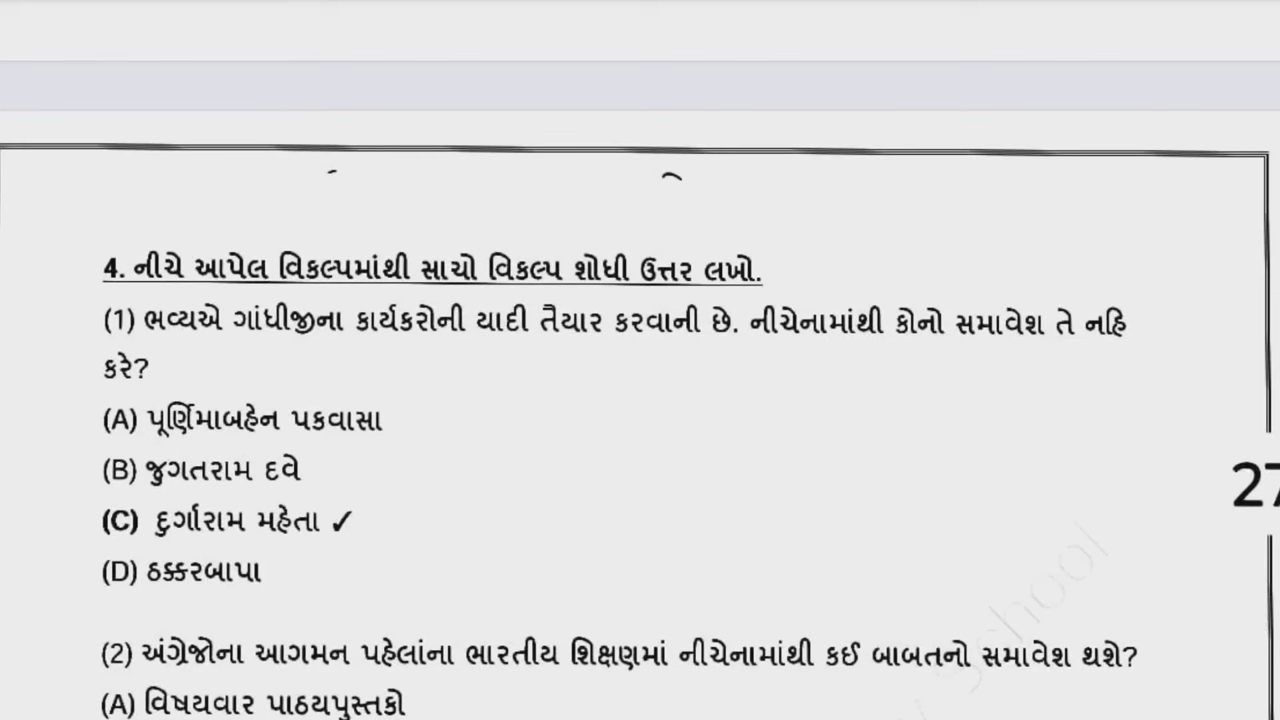 4. નીચે આપેલ વિકલ્પમાંથી સાચો વિકલ્પ શોધી ઉત્તર લખો.
(1) ભવ્યએ ગાંધીજીના કાર્યકરોની યાદી તૈયાર કરવાની છે. નીચેનામાંથી કોનો સમાવેશ તે નહિ
કરે?
(A) પૂર્ણિમાબહેન પકવાસા
(B) જુગતરામ દવે
(C) દુર્ગારામ મહેતા ✓
(D) ઠક્કરબાપા
27
(2) અંગ્રેજોના આગમન પહેલાંના ભારતીય શિક્ષણમાં નીચેનામાંથી કઈ બાબતનો સમાવેશ થશે?
(A) વિષયવાર પાઠયપુસ્તકો
school